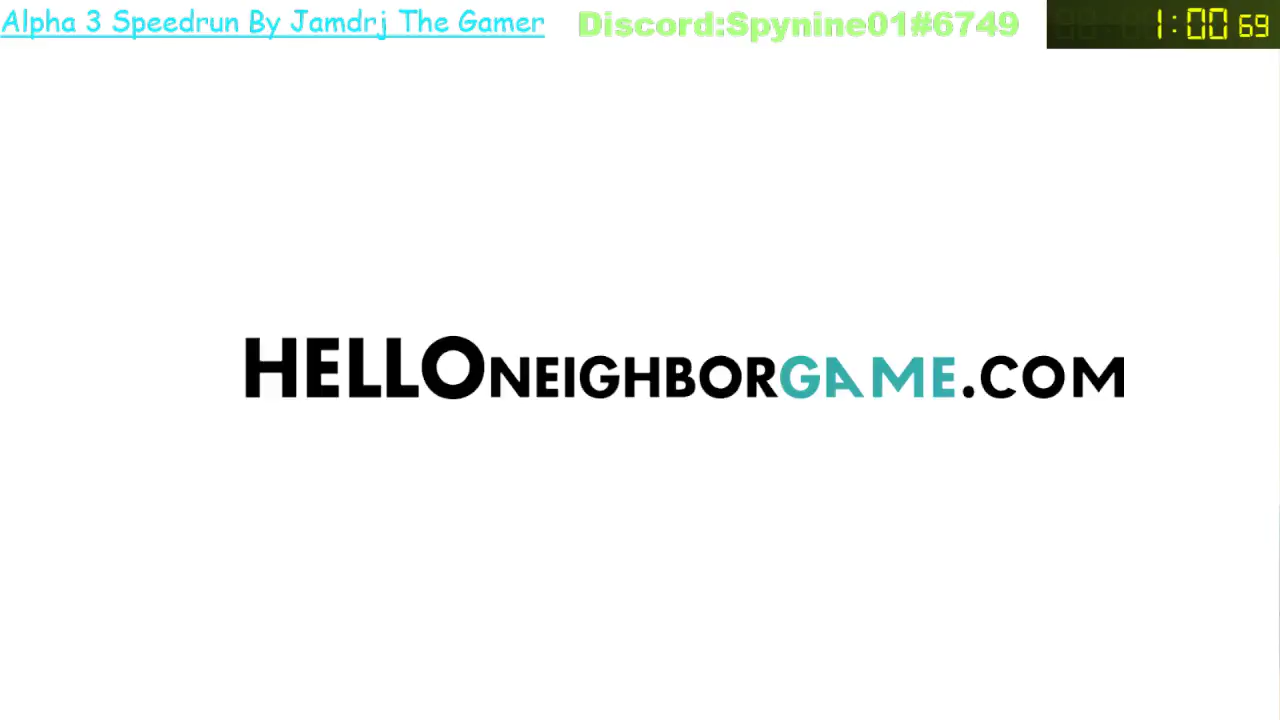 Alpha 3 Speedrun By Jamdrj The Gamer
Discord:Spynine01#6749
1:00 69
HELLONEIGHBORGAME.COM